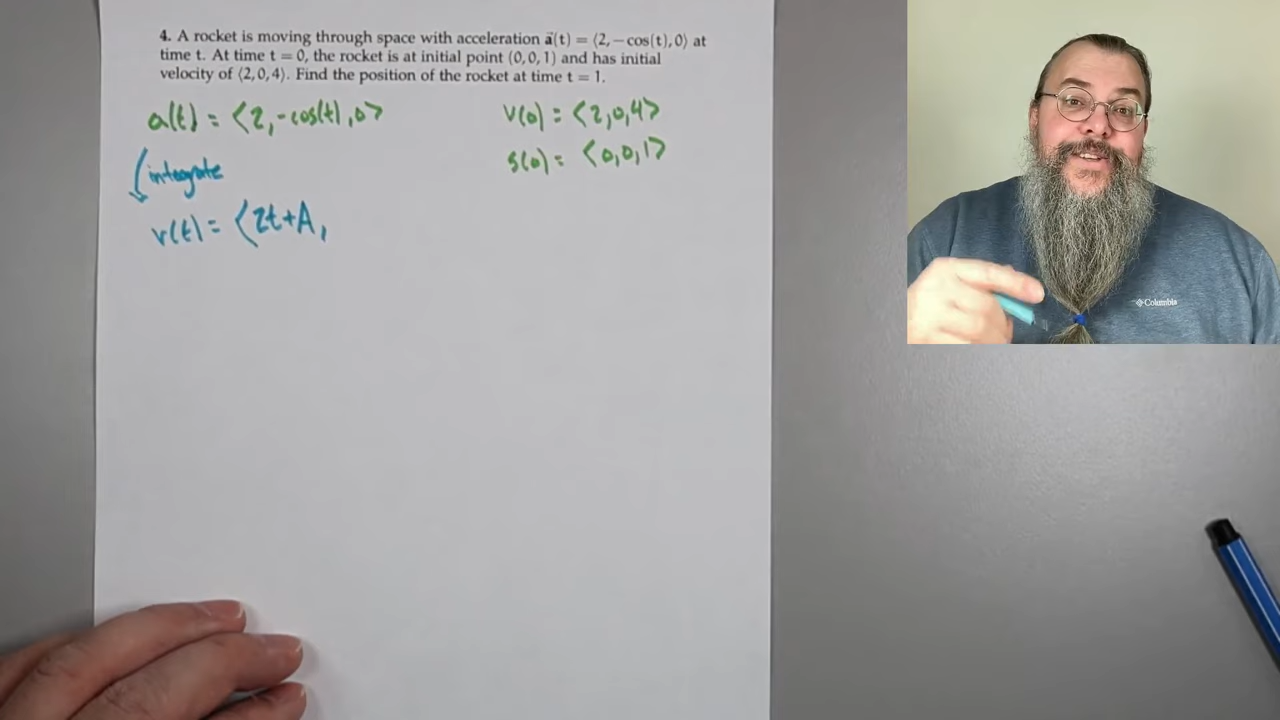 4. A rocket is moving through space with acceleration a⃗(t) = ⟨2, −cos(t), 0⟩ at
time t. At time t = 0, the rocket is at initial point (0, 0, 1) and has initial
velocity of ⟨2, 0, 4⟩. Find the position of the rocket at time t = 1.
a(t) = ⟨2, -cos(t), 0⟩
v(0) = ⟨2, 0, 4⟩
s(0) = ⟨0, 0, 1⟩
integrate
v(t) = ⟨2t+A,
Columbia